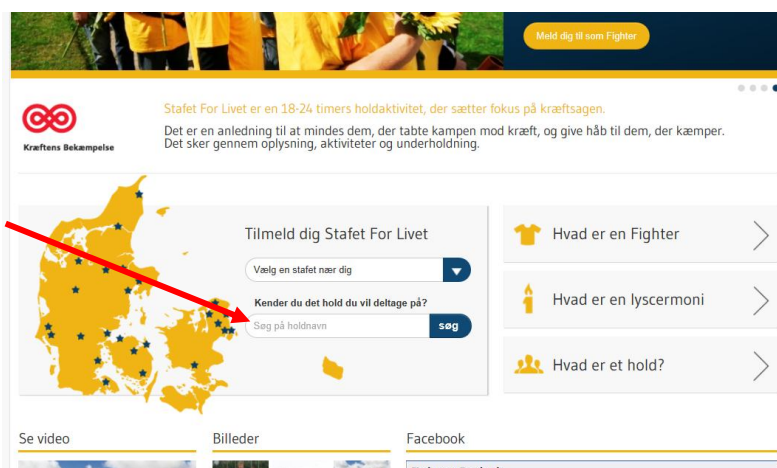 Meld dig til som Fighter
Stafet For Livet er en 18-24 timers holdaktivitet, der sætter fokus på kræftsagen.
Kræftens Bekæmpelse
Det er en anledning til at mindes dem, der tabte kampen mod kræft, og give håb til dem, der kæmper.
Det sker gennem oplysning, aktiviteter og underholdning.
Tilmeld dig Stafet For Livet
Vælg en stafet nær dig
Kender du det hold du vil deltage på?
Søg på holdnavn
søg
Hvad er en Fighter
Hvad er en lyscermoni
Hvad er et hold?
Se video
Billeder
Facebook